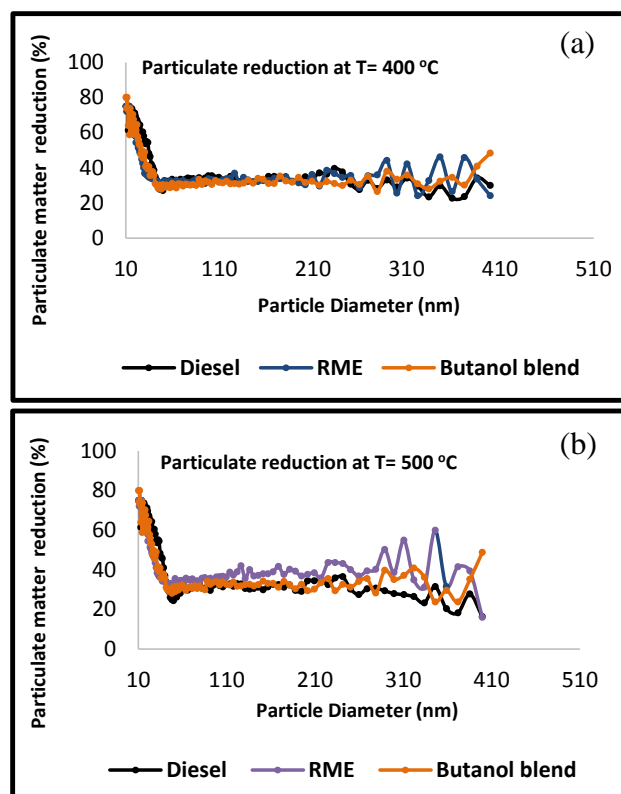 (a)
Particulate reduction at T= 400 °C
Particulate matter reduction (%)
100
80
60
40
20
0
10 110 210 310 410 510
Particle Diameter (nm)
Diesel RME Butanol blend
(b)
Particulate reduction at T= 500 °C
Particulate matter reduction (%)
100
80
60
40
20
0
10 110 210 310 410 510
Particle Diameter (nm)
Diesel RME Butanol blend